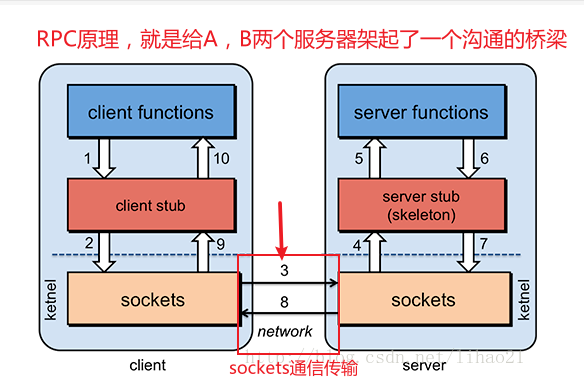 RPC原理，就是给A，B两个服务器架起了一个沟通的桥梁
client functions
server functions
1
10
5
6
client stub
server stub
(skeleton)
2
9
3
4
7
ketnel
sockets
8
sockets
ketnel
network
http://blog.csdn.net/lihao21
client
sockets通信传输
server